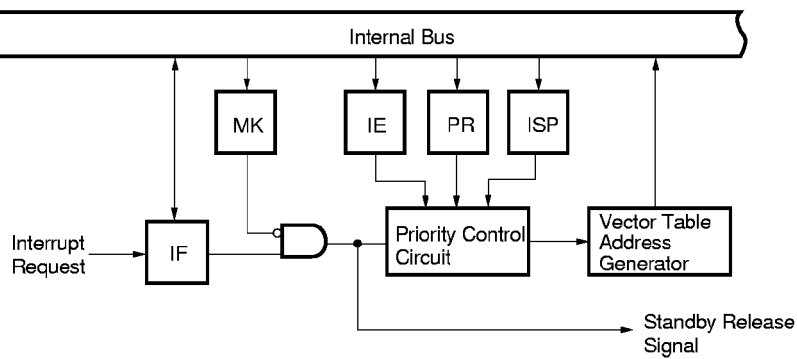 Internal Bus
MK
IE
PR
ISP
Interrupt
Request
IF
Priority Control
Circuit
Vector Table
Address
Generator
Standby Release
Signal